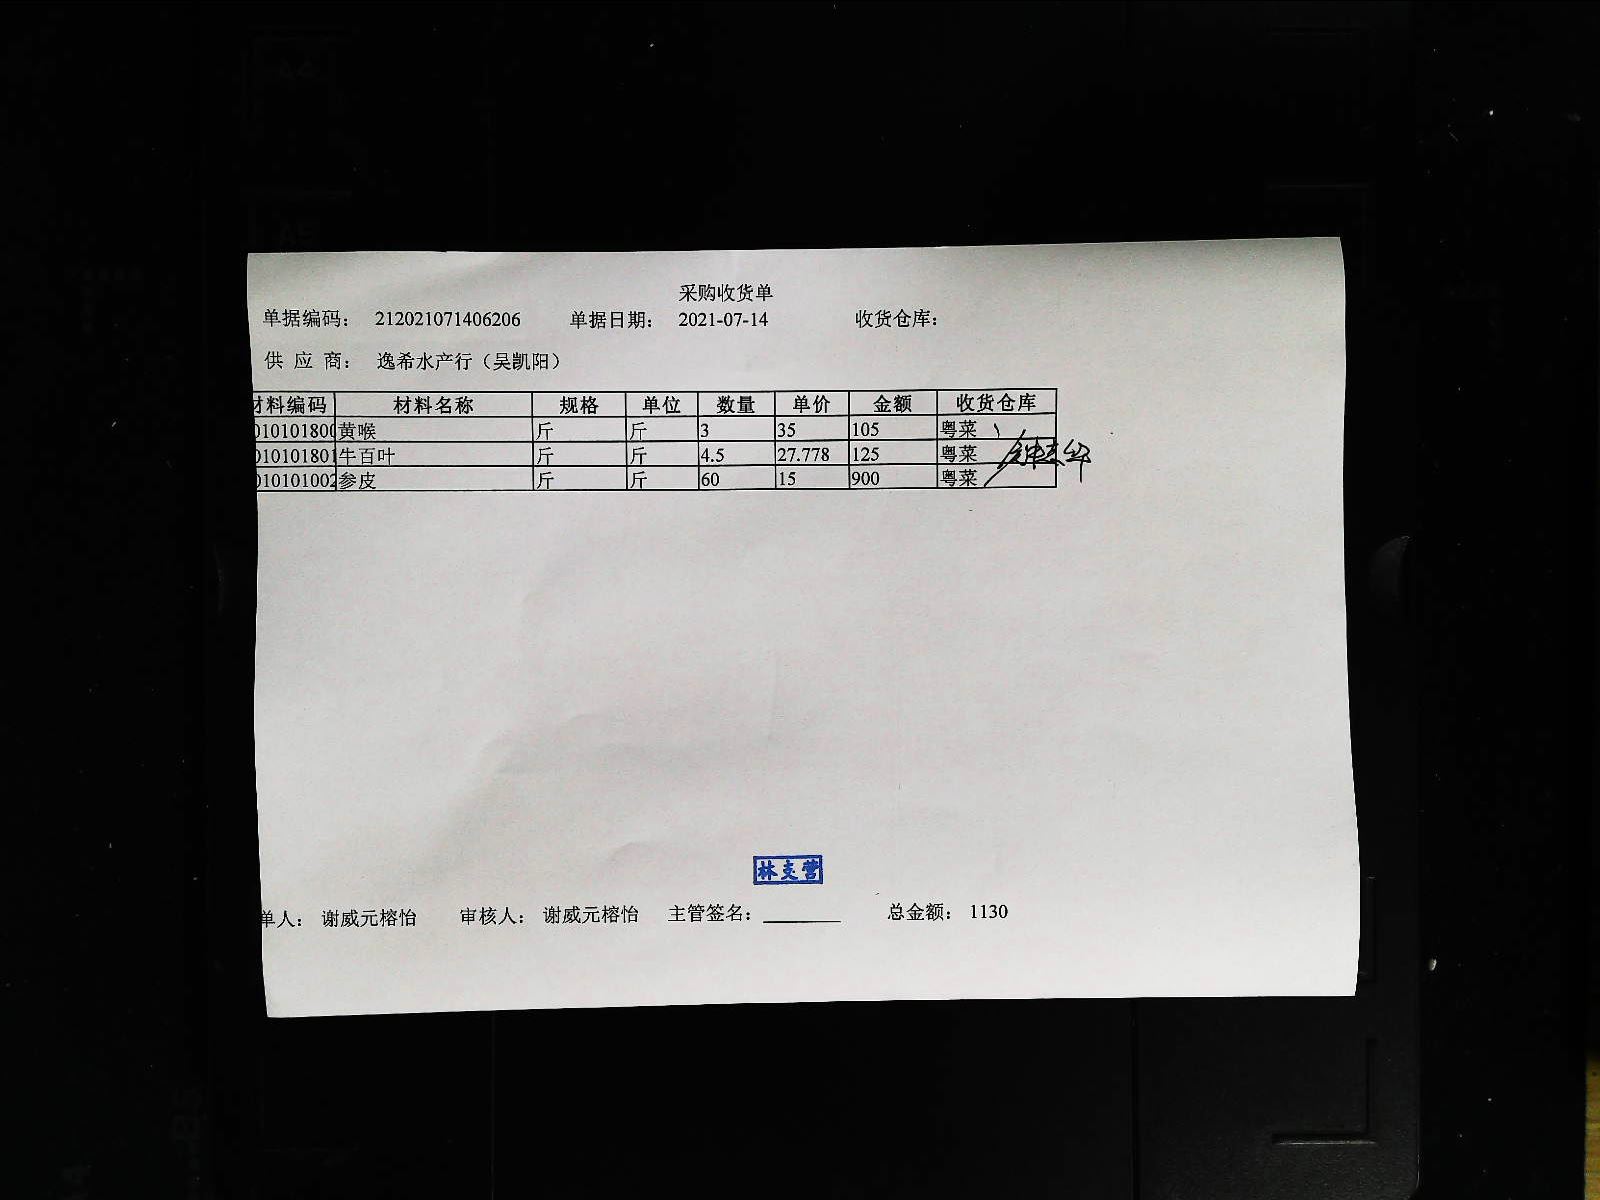 采购收货单
单据编码： 212021071406206 单据日期： 2021-07-14 收货仓库：
供 应 商： 逸希水产行（吴凯阳）
材料编码 材料名称 规格 单位 数量 单价 金额 收货仓库
010101800 黄喉 斤 斤 3 35 105 粤菜
010101801 牛百叶 斤 斤 4.5 27.778 125 粤菜
010101002 参皮 斤 斤 60 15 900 粤菜
林支营
单人： 谢威元榕怡 审核人： 谢威元榕怡 主管签名： 总金额： 1130